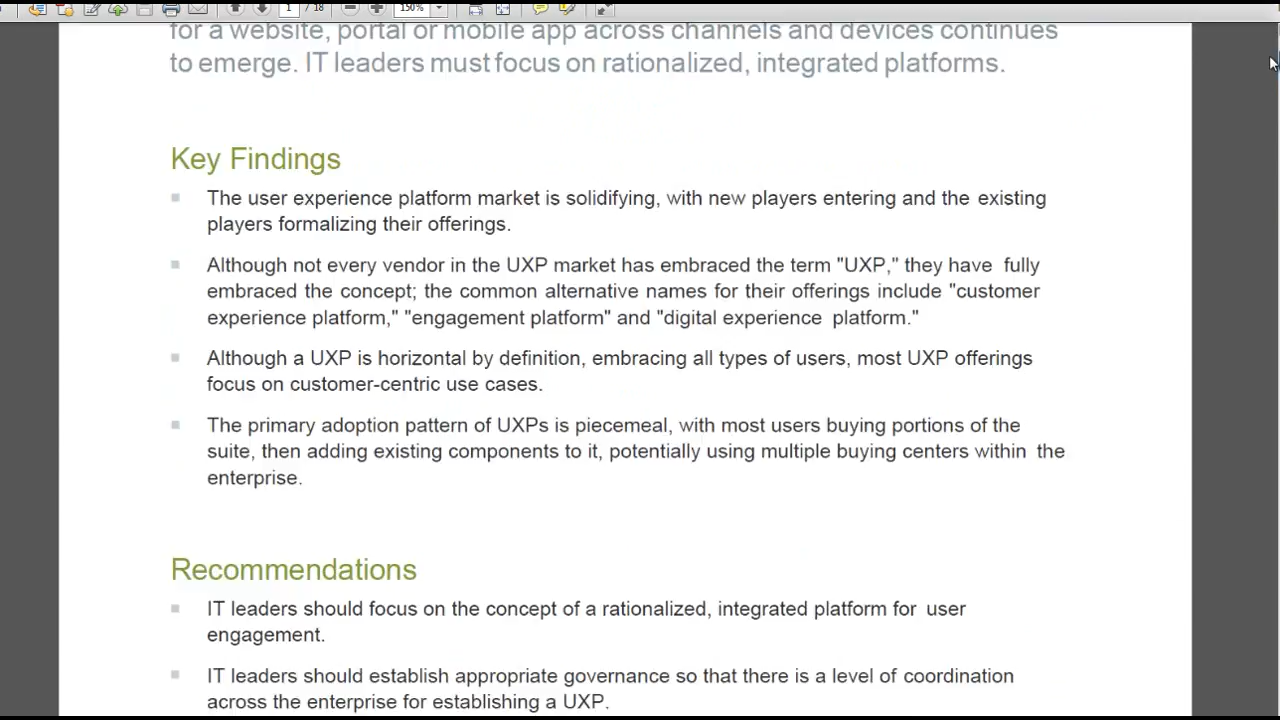 1 / 18 150%
for a website, portal or mobile app across channels and devices continues
to emerge. IT leaders must focus on rationalized, integrated platforms.
Key Findings
The user experience platform market is solidifying, with new players entering and the existing
players formalizing their offerings.
Although not every vendor in the UXP market has embraced the term "UXP," they have fully
embraced the concept; the common alternative names for their offerings include "customer
experience platform," "engagement platform" and "digital experience platform."
Although a UXP is horizontal by definition, embracing all types of users, most UXP offerings
focus on customer-centric use cases.
The primary adoption pattern of UXPs is piecemeal, with most users buying portions of the
suite, then adding existing components to it, potentially using multiple buying centers within the
enterprise.
Recommendations
IT leaders should focus on the concept of a rationalized, integrated platform for user
engagement.
IT leaders should establish appropriate governance so that there is a level of coordination
across the enterprise for establishing a UXP.